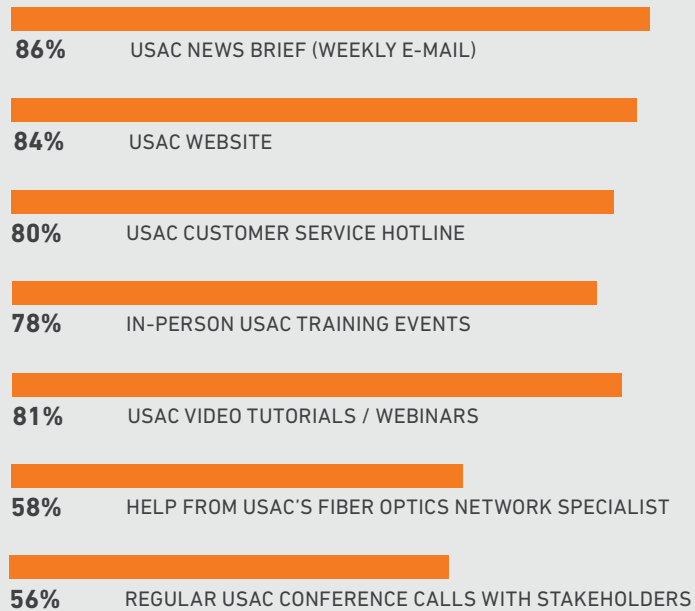 86% USAC NEWS BRIEF (WEEKLY E-MAIL)
84% USAC WEBSITE
80% USAC CUSTOMER SERVICE HOTLINE
78% IN-PERSON USAC TRAINING EVENTS
81% USAC VIDEO TUTORIALS / WEBINARS
58% HELP FROM USAC'S FIBER OPTICS NETWORK SPECIALIST
56% REGULAR USAC CONFERENCE CALLS WITH STAKEHOLDERS